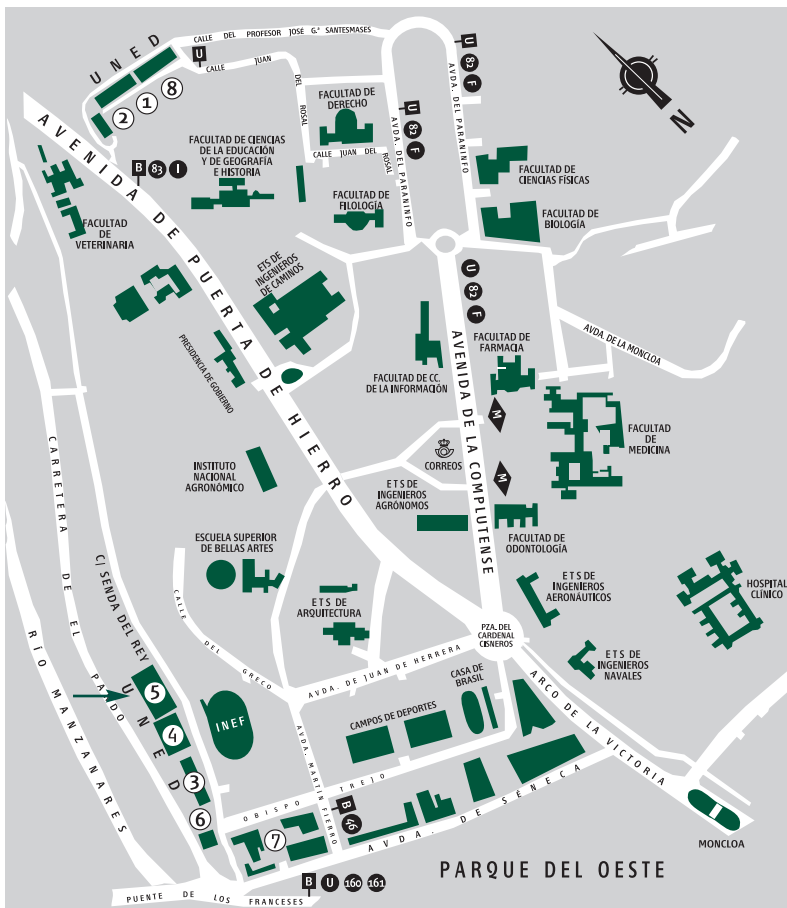 CALLE DEL PROFESOR JOSÉ G.ª SANTESMASES
UNED
U
CALLE JUAN
DEL ROSAL
8
1
2
U
82
F
AVDA. DEL PARANINFO
U
82
F
AVDA. DEL PARANINFO
N
FACULTAD DE
DERECHO
CALLE JUAN DEL
ROSAL
AVENIDA DE PUERTA DE HIERRO
B
83
I
FACULTAD DE CIENCIAS
DE LA EDUCACIÓN
Y DE GEOGRAFÍA
E HISTORIA
FACULTAD DE
FILOLOGÍA
FACULTAD DE
CIENCIAS FÍSICAS
FACULTAD DE
BIOLOGÍA
FACULTAD
DE
VETERINARIA
ETS DE
INGENIEROS
DE CAMINOS
U
82
F
AVENIDA DE LA COMPLUTENSE
AVDA. DE LA MONCLOA
PRESIDENCIA DE GOBIERNO
FACULTAD DE CC.
DE LA INFORMACIÓN
FACULTAD DE
FARMACIA
M
FACULTAD
DE
MEDICINA
CARRETERA DE EL PARDO
CORREOS
M
INSTITUTO
NACIONAL
AGRONÓMICO
E T S DE
INGENIEROS
AGRÓNOMOS
FACULTAD DE
ODONTOLOGÍA
ESCUELA SUPERIOR
DE BELLAS ARTES
C/ SENDA DEL REY
E T S DE
INGENIEROS
AERONÁUTICOS
HOSPITAL
CLÍNICO
E T S DE
ARQUITECTURA
PZA. DEL
CARDENAL
CISNEROS
CALLE DEL GRECO
RÍO MANZANARES
E T S DE
INGENIEROS
NAVALES
AVDA. DE JUAN DE HERRERA
CASA DE
BRASIL
ARCO DE LA VICTORIA
UNED
5
4
3
6
INEF
CAMPOS DE DEPORTES
AVDA. MARTÍN FIERRO
OBISPO TREJO
B
46
7
AVDA. DE SÉNECA
MONCLOA
PARQUE DEL OESTE
B
U
160
161
PUENTE DE LOS FRANCESES